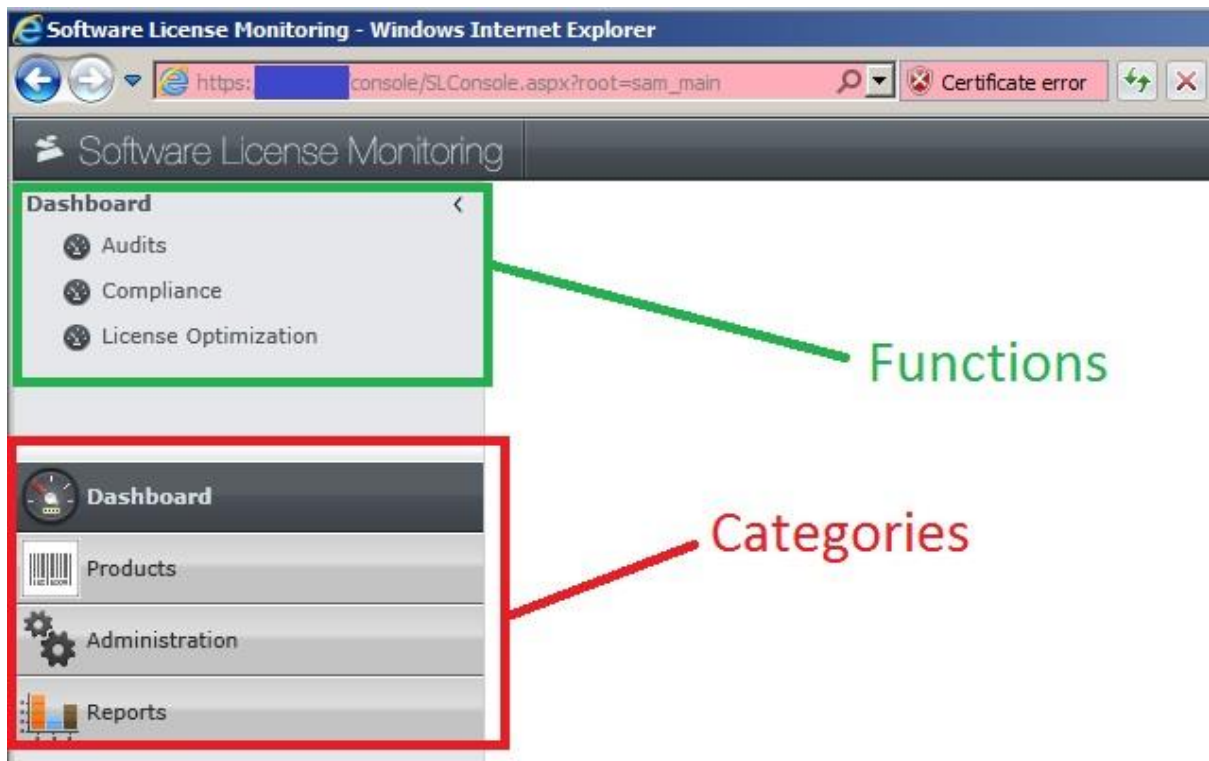 Software License Monitoring - Windows Internet Explorer
https: console/SLConsole.aspx?root=sam_main Certificate error
Software License Monitoring
Dashboard
Audits
Compliance
License Optimization
Functions
Dashboard
Categories
Products
Administration
Reports